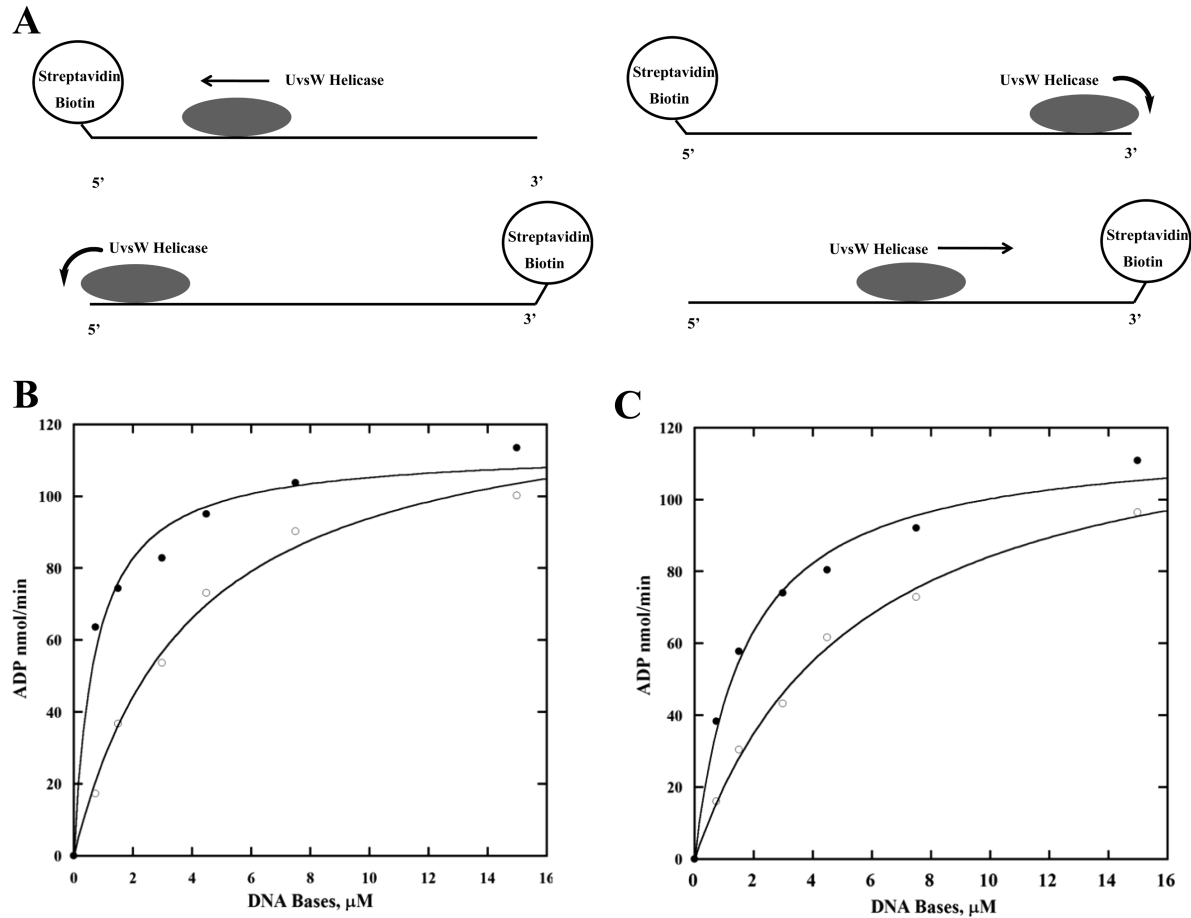 A
Streptavidin
Biotin
UvsW Helicase
5’
3’
Streptavidin
Biotin
UvsW Helicase
5’
3’
UvsW Helicase
Streptavidin
Biotin
5’
3’
UvsW Helicase
Streptavidin
Biotin
5’
3’
B
120
100
80
60
40
20
0
ADP nmol/min
0 2 4 6 8 10 12 14 16
DNA Bases, μM
C
120
100
80
60
40
20
0
ADP nmol/min
0 2 4 6 8 10 12 14 16
DNA Bases, μM